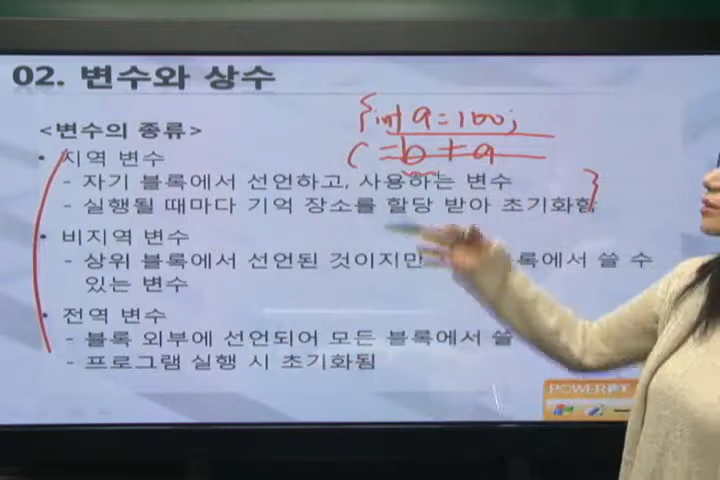 02. 변수와 상수
{int a=100;
<변수의 종류>
c=b+a
• 지역 변수
- 자기 블록에서 선언하고, 사용하는 변수
}
- 실행될 때마다 기억 장소를 할당 받아 초기화함
• 비지역 변수
- 상위 블록에서 선언된 것이지만 블록에서 쓸 수
있는 변수
• 전역 변수
- 블록 외부에 선언되어 모든 블록에서 쓸
- 프로그램 실행 시 초기화됨